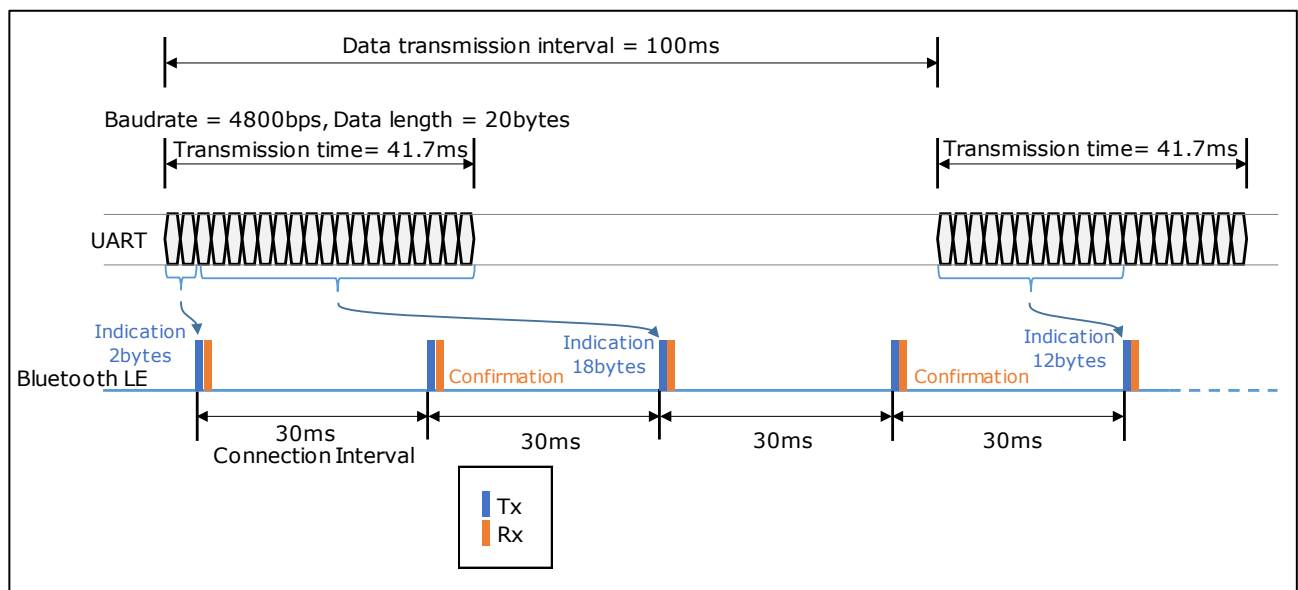 Data transmission interval = 100ms
Baudrate = 4800bps, Data length = 20bytes
Transmission time= 41.7ms
Transmission time= 41.7ms
UART
Indication
2bytes
Indication
18bytes
Indication
12bytes
Bluetooth LE
Confirmation
Confirmation
30ms
Connection Interval
30ms
30ms
30ms
Tx
Rx